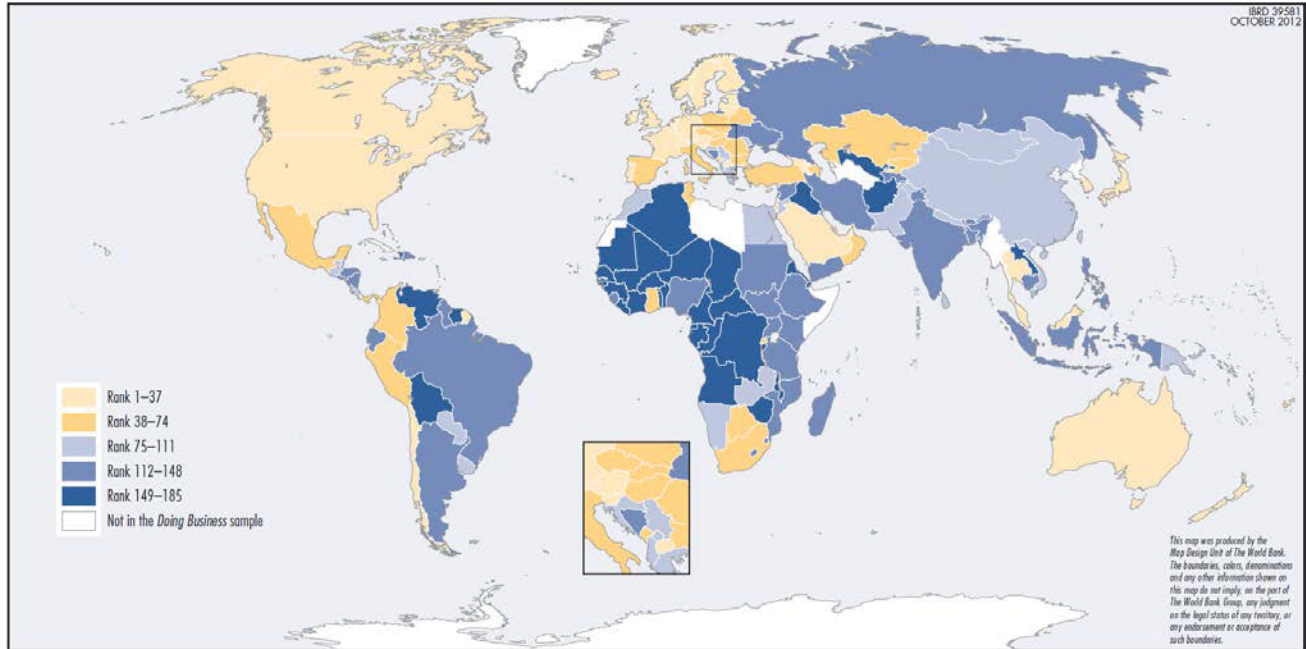 IBRD 39581
OCTOBER 2012
Rank 1–37
Rank 38–74
Rank 75–111
Rank 112–148
Rank 149–185
Not in the Doing Business sample
This map was produced by the
Map Design Unit of The World Bank.
The boundaries, colors, denominations
and any other information shown on
this map do not imply, on the part of
The World Bank Group, any judgment
on the legal status of any territory, or
any endorsement or acceptance of
such boundaries.